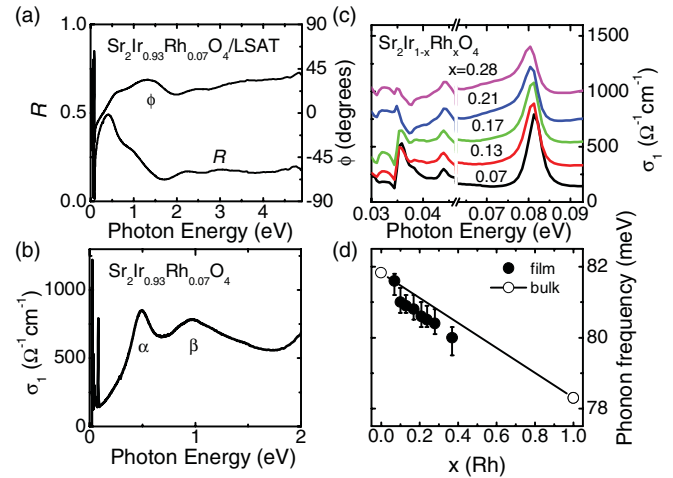 (a)
Sr2Ir0.93Rh0.07O4/LSAT
1.0
0.5
0.0
R
ϕ
R
90
45
0
-45
-90
ϕ (degrees)
0 1 2 3 4
Photon Energy (eV)
(c)
Sr2Ir1-xRhxO4
x=0.28
0.21
0.17
0.13
0.07
1500
1000
500
0
σ1 (Ω-1cm-1)
0.03 0.04 0.07 0.08 0.09
Photon Energy (eV)
(b)
Sr2Ir0.93Rh0.07O4
1000
500
0
σ1 (Ω-1cm-1)
α
β
0 1 2
Photon Energy (eV)
(d)
film
bulk
82
80
78
Phonon frequency (meV)
0.0 0.2 0.4 0.6 0.8 1.0
x (Rh)